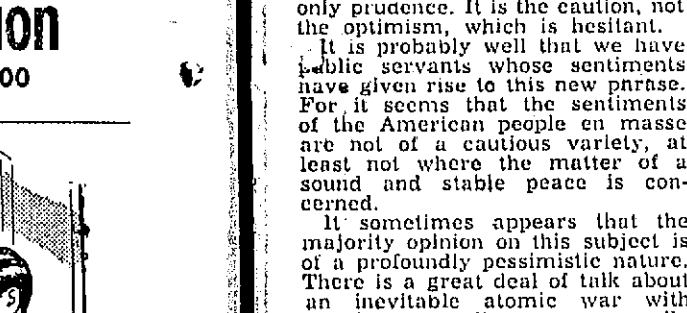 ion
00
only prudence. It is the caution, not
the optimism, which is hesitant.
It is probably well that we have
public servants whose sentiments
have given rise to this new phrase.
For it seems that the sentiments
of the American people en masse
are not of a cautious variety, at
least not where the matter of a
sound and stable peace is con-
cerned.
It sometimes appears that the
majority opinion on this subject is
of a profoundly pessimistic nature.
There is a great deal of talk about
an inevitable atomic war with